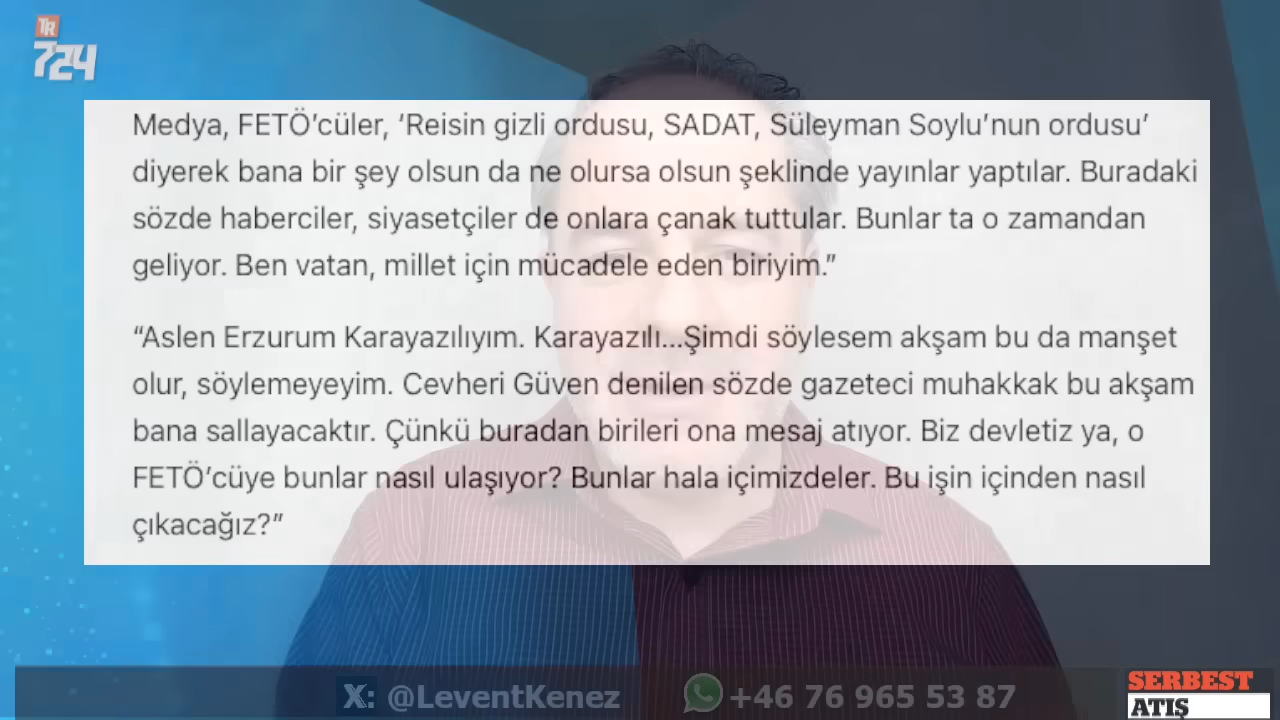 TR
724
Medya, FETÖ’cüler, ‘Reisin gizli ordusu, SADAT, Süleyman Soylu’nun ordusu’
diyerek bana bir şey olsun da ne olursa olsun şeklinde yayınlar yaptılar. Buradaki
sözde haberciler, siyasetçiler de onlara çanak tuttular. Bunlar ta o zamandan
geliyor. Ben vatan, millet için mücadele eden biriyim.”
“Aslen Erzurum Karayazılıyım. Karayazılı...Şimdi söylesem akşam bu da manşet
olur, söylemeyeyim. Cevheri Güven denilen sözde gazeteci muhakkak bu akşam
bana sallayacaktır. Çünkü buradan birileri ona mesaj atıyor. Biz devletiz ya, o
FETÖ’cüye bunlar nasıl ulaşıyor? Bunlar hala içimizdeler. Bu işin içinden nasıl
çıkacağız?”
X: @LeventKenez +46 76 965 53 87
SERBEST
ATIŞ